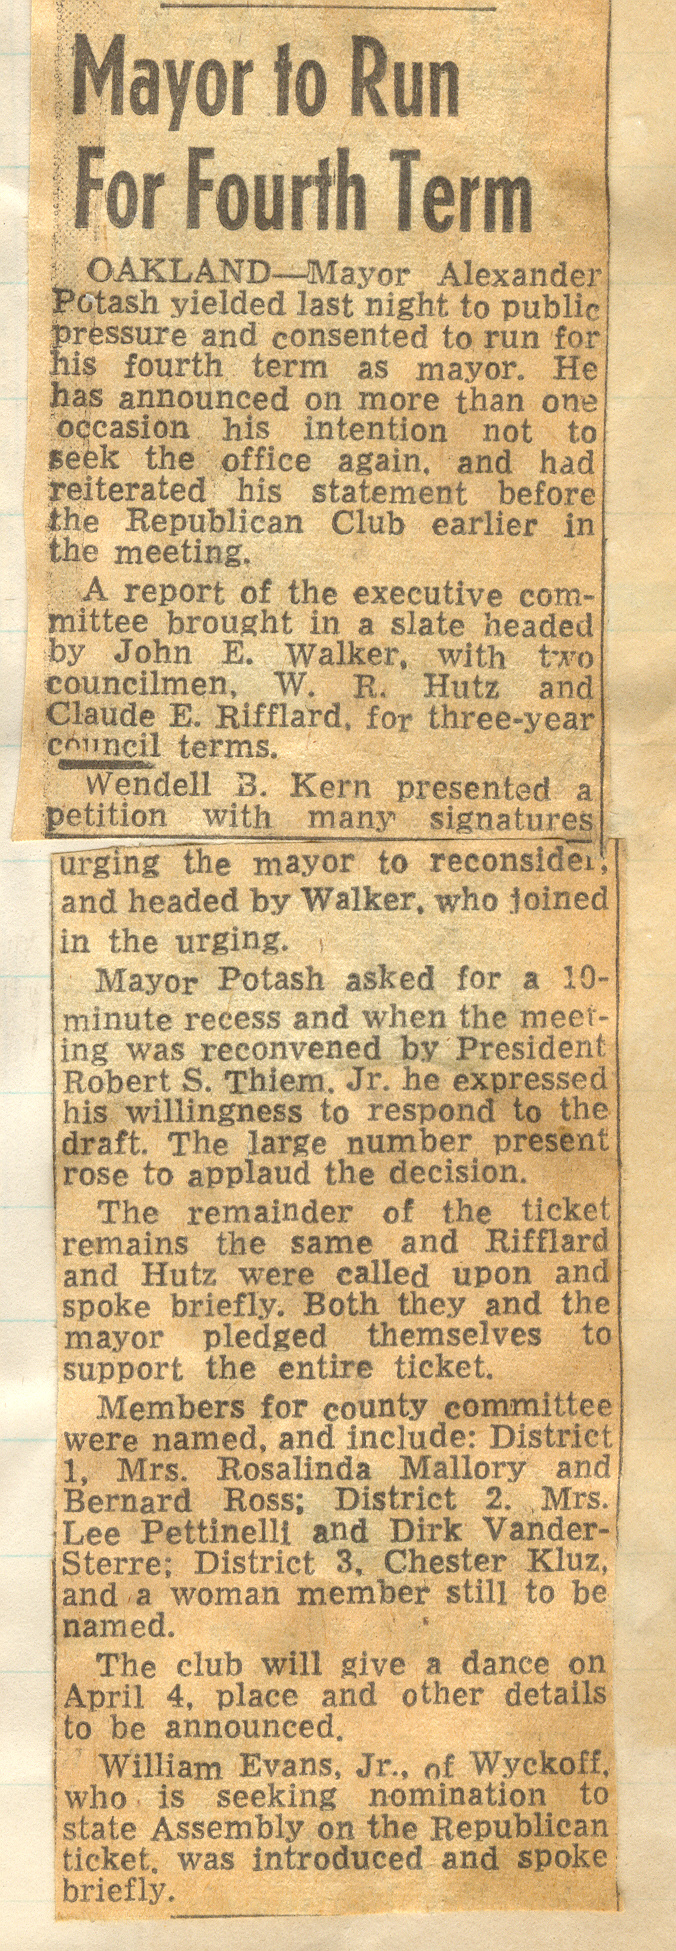 Mayor to Run
For Fourth Term
OAKLAND—Mayor Alexander
Potash yielded last night to public
pressure and consented to run for
his fourth term as mayor. He
has announced on more than one
occasion his intention not to
seek the office again, and had
reiterated his statement before
the Republican Club earlier in
the meeting.
A report of the executive com-
mittee brought in a slate headed
by John E. Walker, with two
councilmen, W. R. Hutz and
Claude E. Rifflard, for three-year
council terms.
Wendell B. Kern presented a
petition with many signatures
urging the mayor to reconsider,
and headed by Walker, who joined
in the urging.
Mayor Potash asked for a 10-
minute recess and when the meet-
ing was reconvened by President
Robert S. Thiem, Jr. he expressed
his willingness to respond to the
draft. The large number present
rose to applaud the decision.
The remainder of the ticket
remains the same and Rifflard
and Hutz were called upon and
spoke briefly. Both they and the
mayor pledged themselves to
support the entire ticket.
Members for county committee
were named, and include: District
1, Mrs. Rosalinda Mallory and
Bernard Ross; District 2, Mrs.
Lee Pettinelli and Dirk Vander-
Sterre; District 3, Chester Kluz,
and a woman member still to be
named.
The club will give a dance on
April 4, place and other details
to be announced.
William Evans, Jr., of Wyckoff,
who is seeking nomination to
state Assembly on the Republican
ticket, was introduced and spoke
briefly.